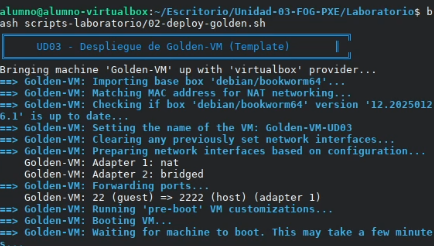 alumno@alumno-virtualbox:~/Escritorio/Unidad-03-FOG-PXE/Laboratorio$ b
ash scripts-laboratorio/02-deploy-golden.sh
UD03 - Despliegue de Golden-VM (Template)
Bringing machine 'Golden-VM' up with 'virtualbox' provider...
==> Golden-VM: Importing base box 'debian/bookworm64'...
==> Golden-VM: Matching MAC address for NAT networking...
==> Golden-VM: Checking if box 'debian/bookworm64' version '12.2025012
6.1' is up to date...
==> Golden-VM: Setting the name of the VM: Golden-VM-UD03
==> Golden-VM: Clearing any previously set network interfaces...
==> Golden-VM: Preparing network interfaces based on configuration...
    Golden-VM: Adapter 1: nat
    Golden-VM: Adapter 2: bridged
==> Golden-VM: Forwarding ports...
    Golden-VM: 22 (guest) => 2222 (host) (adapter 1)
==> Golden-VM: Running 'pre-boot' VM customizations...
==> Golden-VM: Booting VM...
==> Golden-VM: Waiting for machine to boot. This may take a few minute
s...